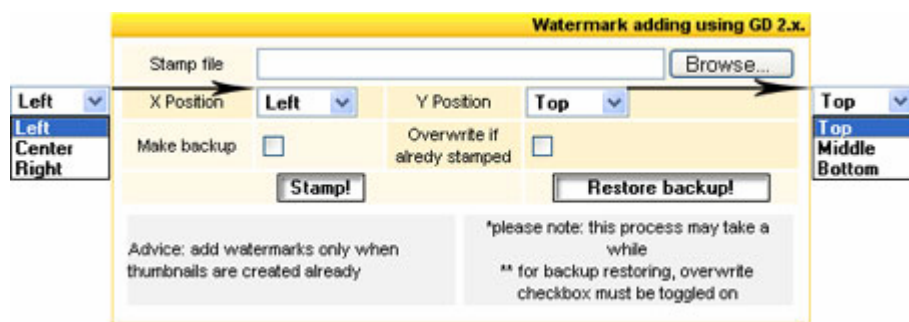 Watermark adding using GD 2.x.
Stamp file
Browse...
Left
X Position
Left
Y Position
Top
Top
Left
Center
Right
Make backup
Overwrite if
alredy stamped
Top
Middle
Bottom
Stamp!
Restore backup!
Advice: add watermarks only when
thumbnails are created already
*please note: this process may take a
while
** for backup restoring, overwrite
checkbox must be toggled on